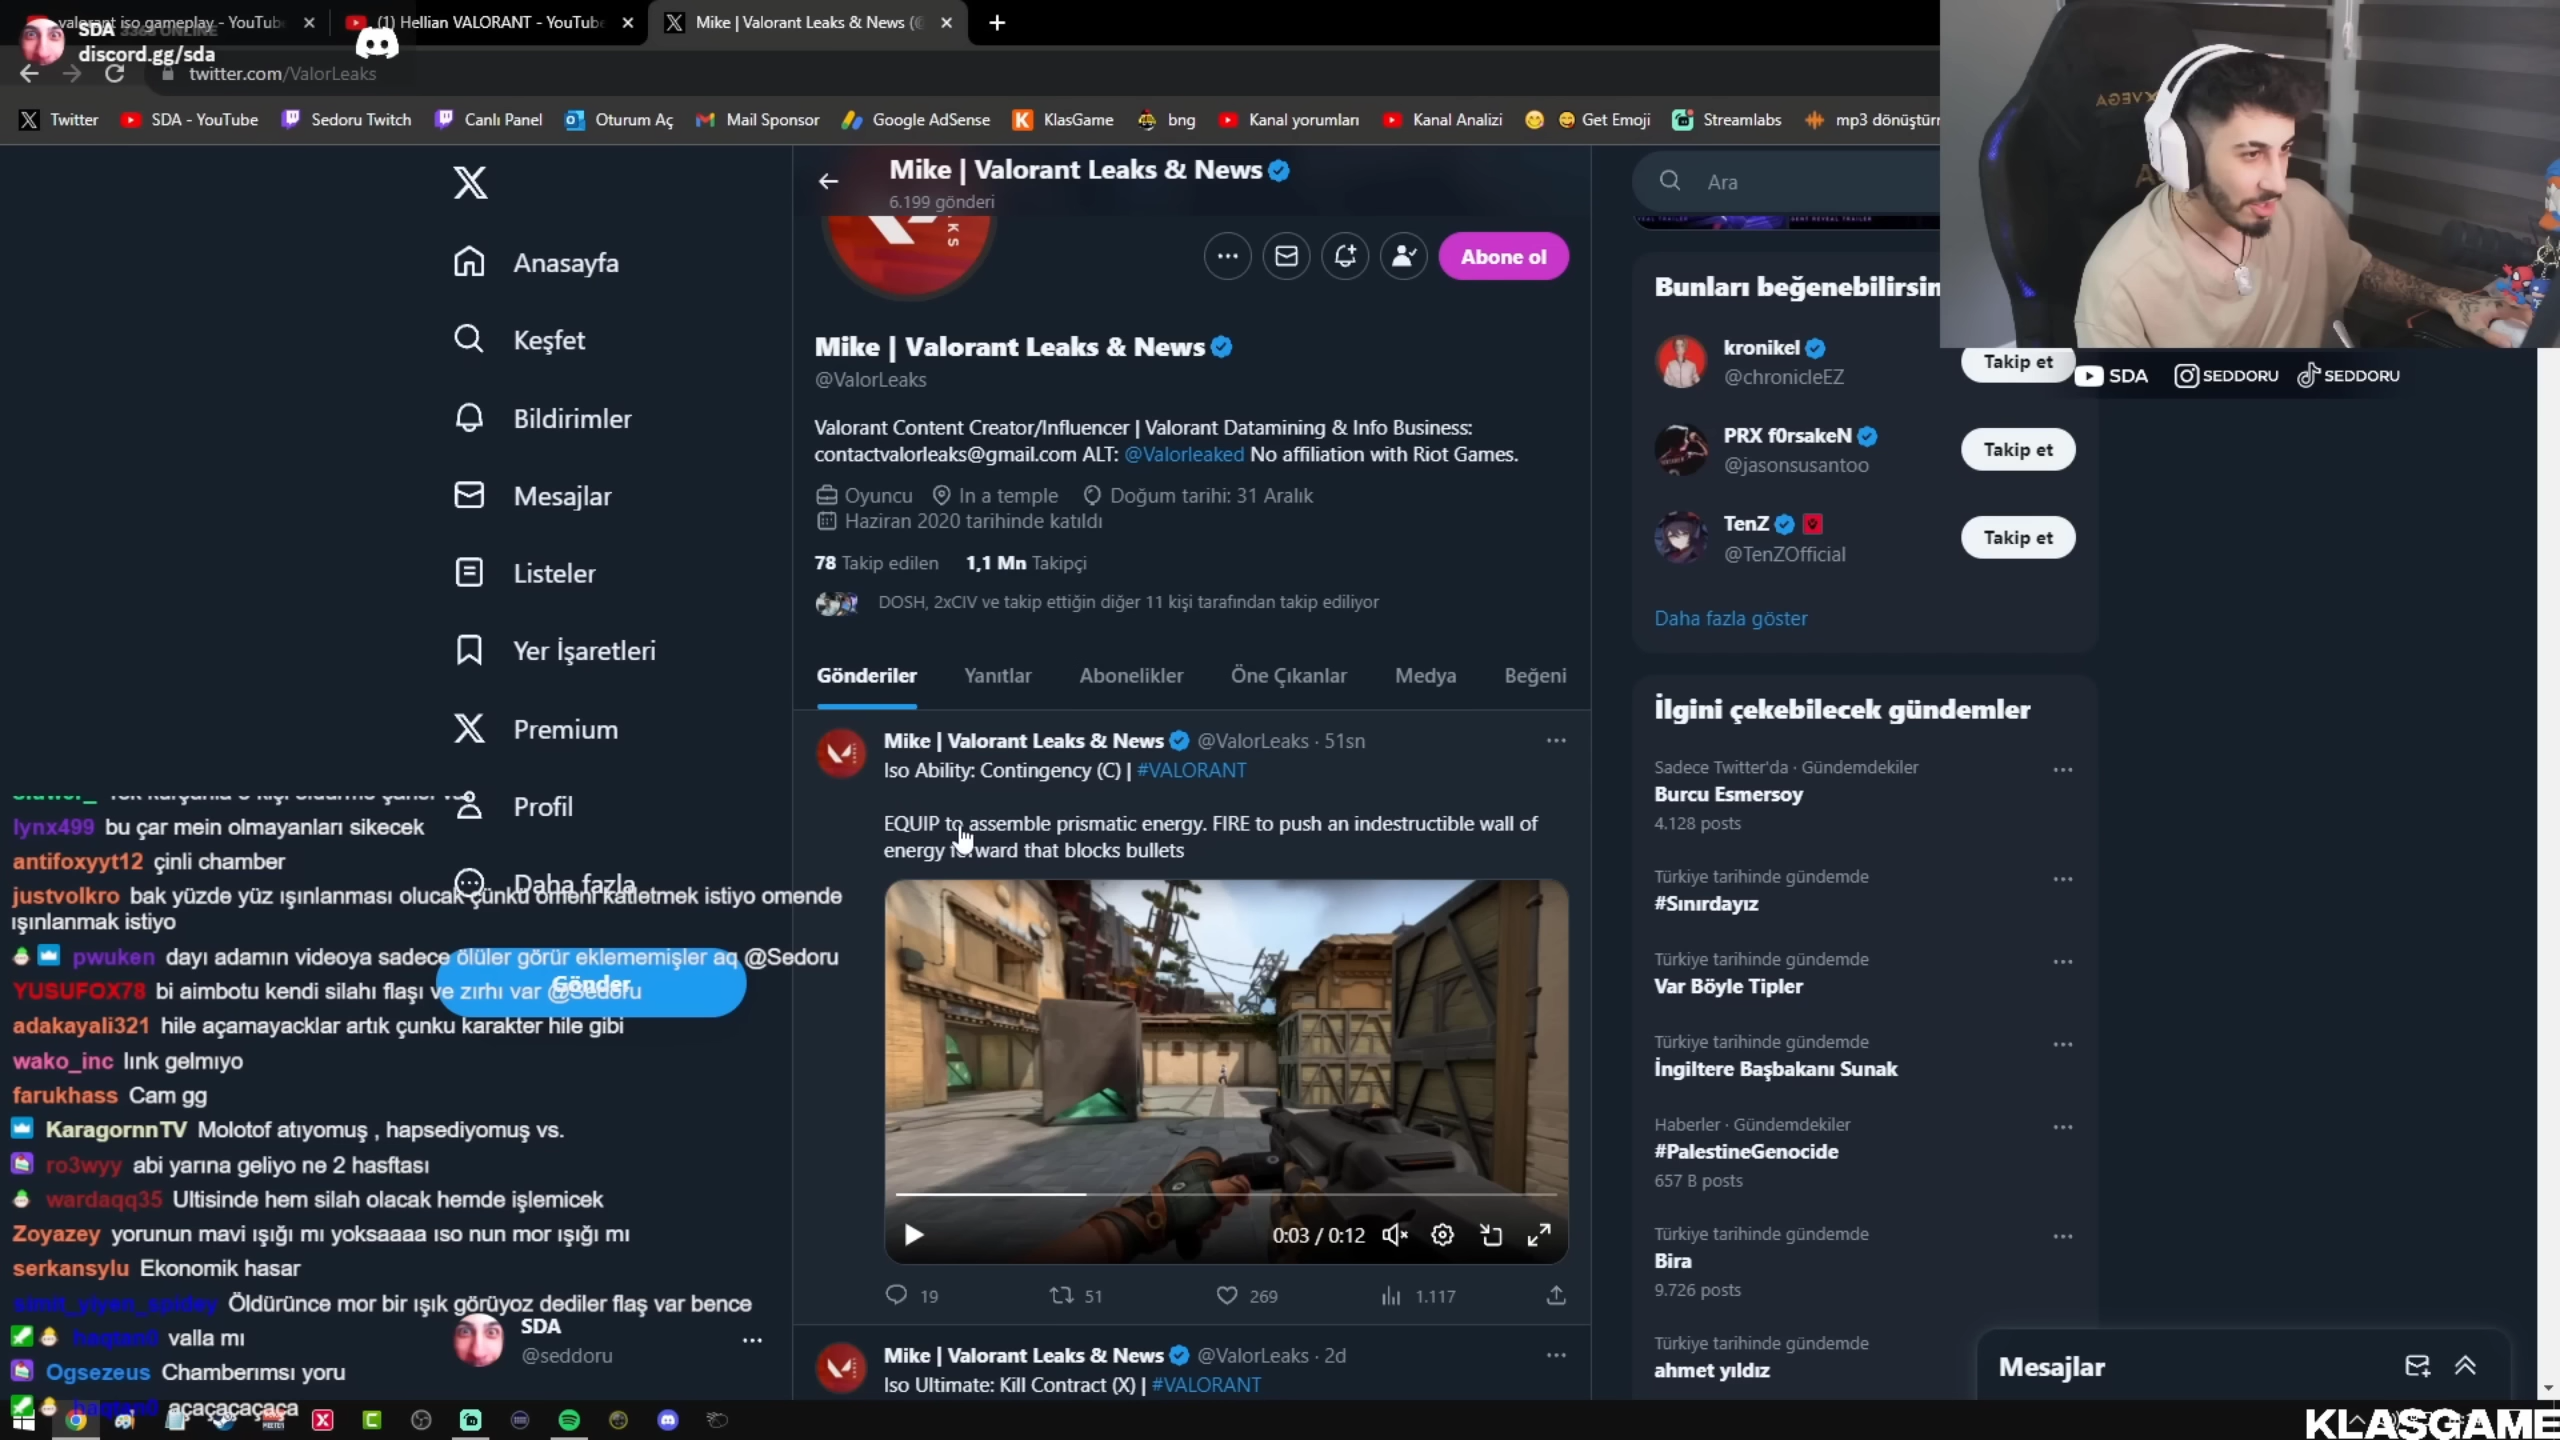 valorant iso gameplay - YouTub
(1) Hellian VALORANT - YouTub
Mike | Valorant Leaks & News (
SDA 3363 ONLINE
discord.gg/sda
twitter.com/ValorLeaks
Twitter
SDA - YouTube
Sedoru Twitch
Canlı Panel
Oturum Aç
Mail Sponsor
Google AdSense
KlasGame
bng
Kanal yorumları
Kanal Analizi
Get Emoji
Streamlabs
mp3 dönüştürr
Anasayfa
Keşfet
Bildirimler
Mesajlar
Listeler
Yer İşaretleri
Premium
Profil
Daha fazla
Gönder
SDA
@seddoru
lynx499 bu çar mein olmayanları sikecek
antifoxyyt12 çinli chamber
justvolkro bak yüzde yüz ışınlanması olucak çünkü omeni katletmek istiyo omende
ışınlanmak istiyo
pwuken dayı adamın videoya sadece ölüler görür eklememişler aq @Sedoru
YUSUFOX78 bi aimbotu kendi silahı flaşı ve zırhı var @Sedoru
adakayali321 hile açamayacklar artık çunku karakter hile gibi
wako_inc lınk gelmıyo
farukhass Cam gg
KaragornnTV Molotof atıyomuş , hapsediyomuş vs.
ro3wyy abi yarına geliyo ne 2 hasftası
wardaqq35 Ultisinde hem silah olacak hemde işlemicek
Zoyazey yorunun mavi ışığı mı yoksaaaa ıso nun mor ışığı mı
serkansylu Ekonomik hasar
simit_yiyen_spidey Öldürünce mor bir ışık görüyoz dediler flaş var bence
haqtan0 valla mı
Ogsezeus Chamberımsı yoru
haqtan0 açaçaçaçaça
Mike | Valorant Leaks & News
6.199 gönderi
KS
Abone ol
Mike | Valorant Leaks & News
@ValorLeaks
Valorant Content Creator/Influencer | Valorant Datamining & Info Business:
contactvalorleaks@gmail.com ALT: @Valorleaked No affiliation with Riot Games.
Oyuncu In a temple Doğum tarihi: 31 Aralık
Haziran 2020 tarihinde katıldı
78 Takip edilen 1,1 Mn Takipçi
DOSH, 2xCIV ve takip ettiğin diğer 11 kişi tarafından takip ediliyor
Gönderiler Yanıtlar Abonelikler Öne Çıkanlar Medya Beğeni
Mike | Valorant Leaks & News @ValorLeaks · 51sn
Iso Ability: Contingency (C) | #VALORANT
EQUIP to assemble prismatic energy. FIRE to push an indestructible wall of
energy forward that blocks bullets
0:03 / 0:12
19 51 269 1.117
Mike | Valorant Leaks & News @ValorLeaks · 2d
Iso Ultimate: Kill Contract (X) | #VALORANT
Ara
Bunları beğenebilirsin
kronikel
@chronicleEZ
Takip et
PRX f0rsakeN
@jasonsusantoo
Takip et
TenZ
@TenZOfficial
Takip et
Daha fazla göster
İlgini çekebilecek gündemler
Sadece Twitter'da · Gündemdekiler
Burcu Esmersoy
4.128 posts
Türkiye tarihinde gündemde
#Sınırdayız
Türkiye tarihinde gündemde
Var Böyle Tipler
Türkiye tarihinde gündemde
İngiltere Başbakanı Sunak
Haberler · Gündemdekiler
#PalestineGenocide
657 B posts
Türkiye tarihinde gündemde
Bira
9.726 posts
Türkiye tarihinde gündemde
ahmet yıldız
Mesajlar
SDA SEDDORU SEDDORU
KLASGAME